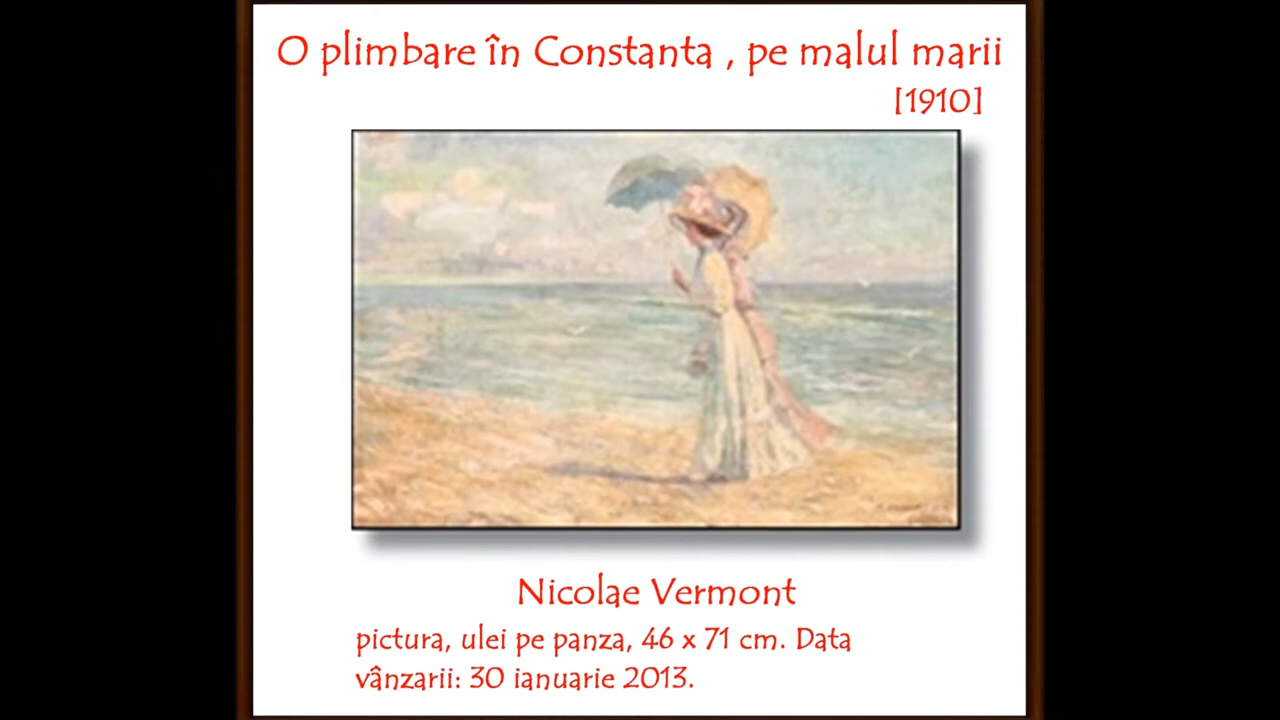 O plimbare în Constanta , pe malul marii
[1910]
Nicolae Vermont
pictura, ulei pe panza, 46 x 71 cm. Data
vânzarii: 30 ianuarie 2013.